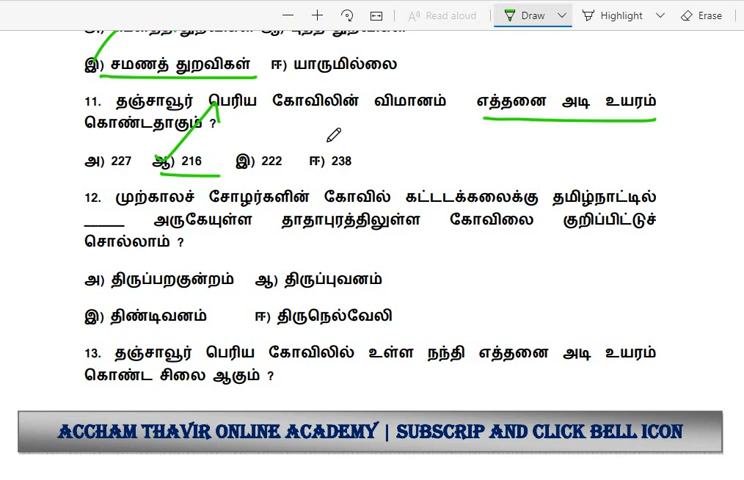 Read aloud Draw Highlight Erase
இ) சமணத் துறவிகள் ஈ) யாருமில்லை
11. தஞ்சாவூர் பெரிய கோவிலின் விமானம் எத்தனை அடி உயரம்
கொண்டதாகும் ?
அ) 227 ஆ) 216 இ) 222 ஈ) 238
12. முற்காலச் சோழர்களின் கோவில் கட்டடக்கலைக்கு தமிழ்நாட்டில்
_____ அருகேயுள்ள தாதாபுரத்திலுள்ள கோவிலை குறிப்பிட்டுச்
சொல்லாம் ?
அ) திருப்பறகுன்றம் ஆ) திருப்புவனம்
இ) திண்டிவனம் ஈ) திருநெல்வேலி
13. தஞ்சாவூர் பெரிய கோவிலில் உள்ள நந்தி எத்தனை அடி உயரம்
கொண்ட சிலை ஆகும் ?
ACCHAM THAVIR ONLINE ACADEMY | SUBSCRIP AND CLICK BELL ICON